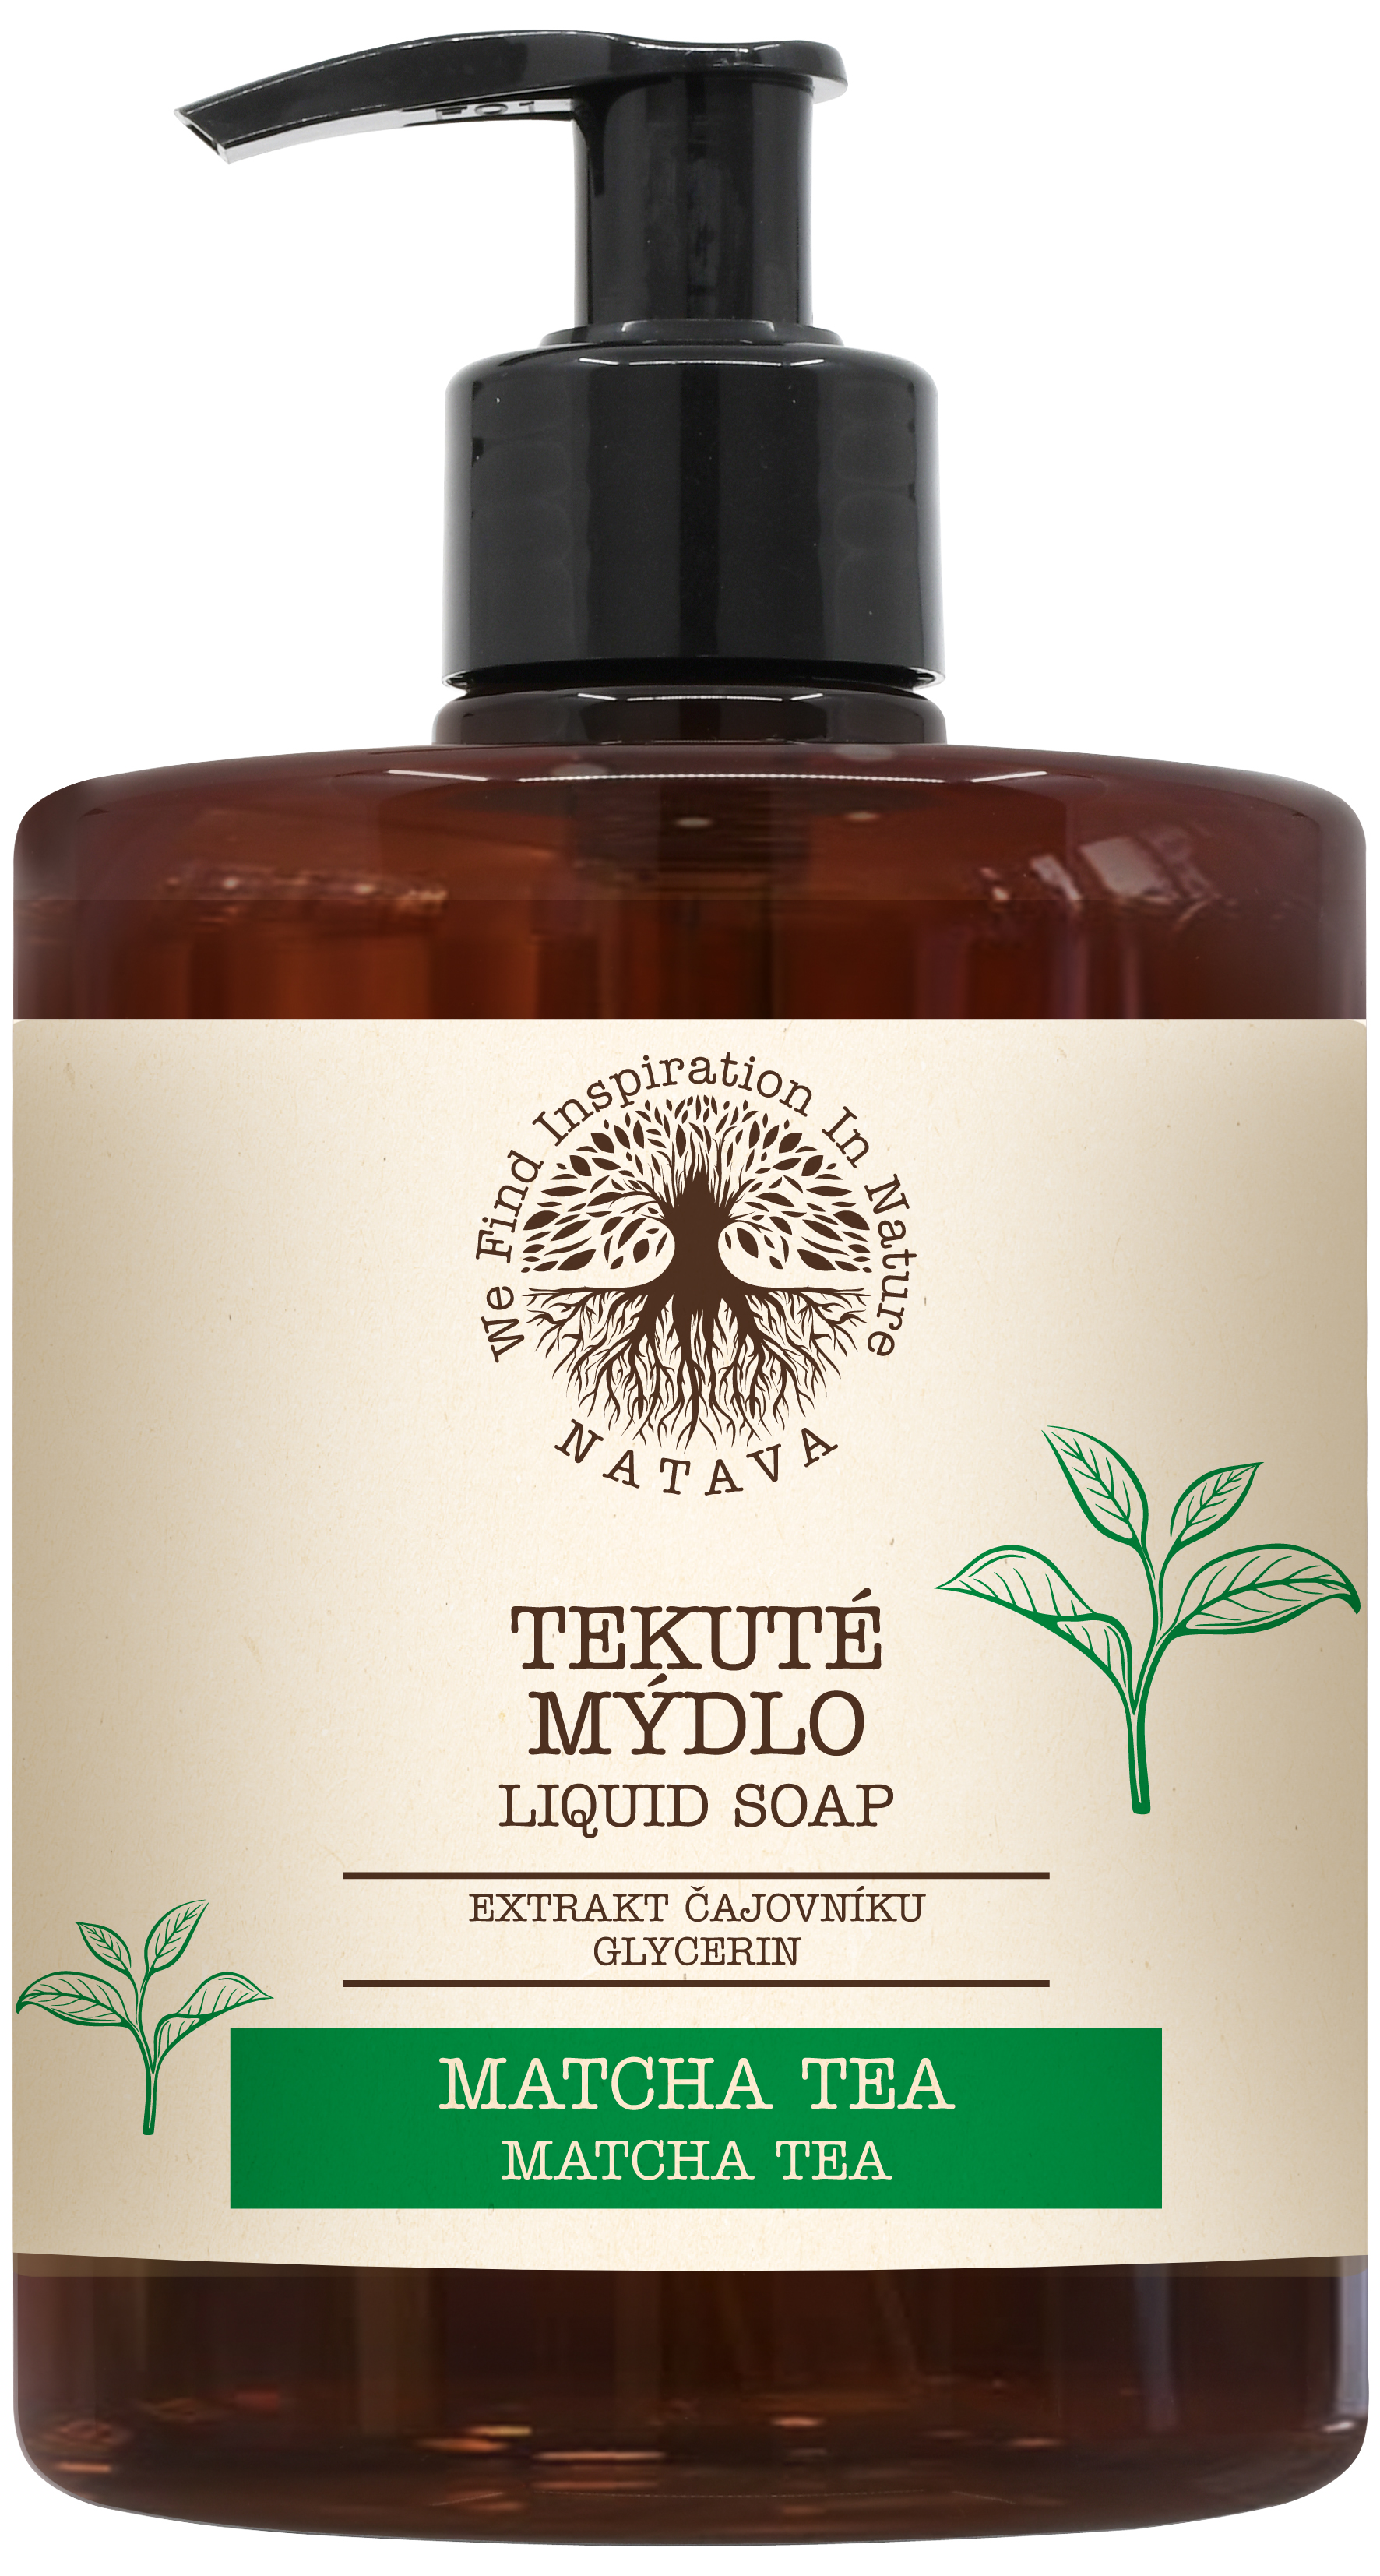 We Find Inspiration In Nature
NATAVA
TEKUTÉ
MÝDLO
LIQUID SOAP
EXTRAKT ČAJOVNÍKU
GLYCERIN
MATCHA TEA
MATCHA TEA